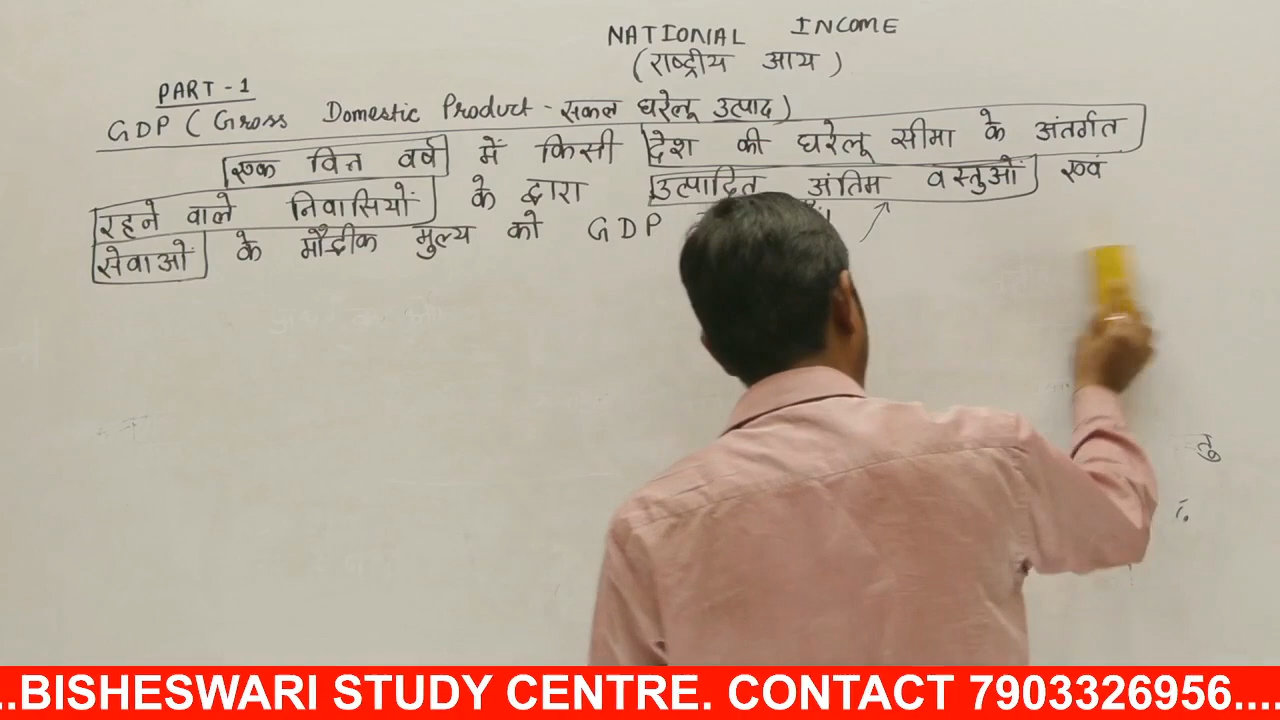 NATIONAL INCOME
(राष्ट्रीय आय)
PART-1
GDP (Gross Domestic Product - सकल घरेलू उत्पाद)
एक वित्त वर्ष में किसी देश की घरेलू सीमा के अंतर्गत
रहने वाले निवासियों के द्वारा उत्पादित अंतिम वस्तुओं एवं
सेवाओं के मौद्रीक मुल्य को GDP
तु
...BISHESWARI STUDY CENTRE. CONTACT 7903326956....